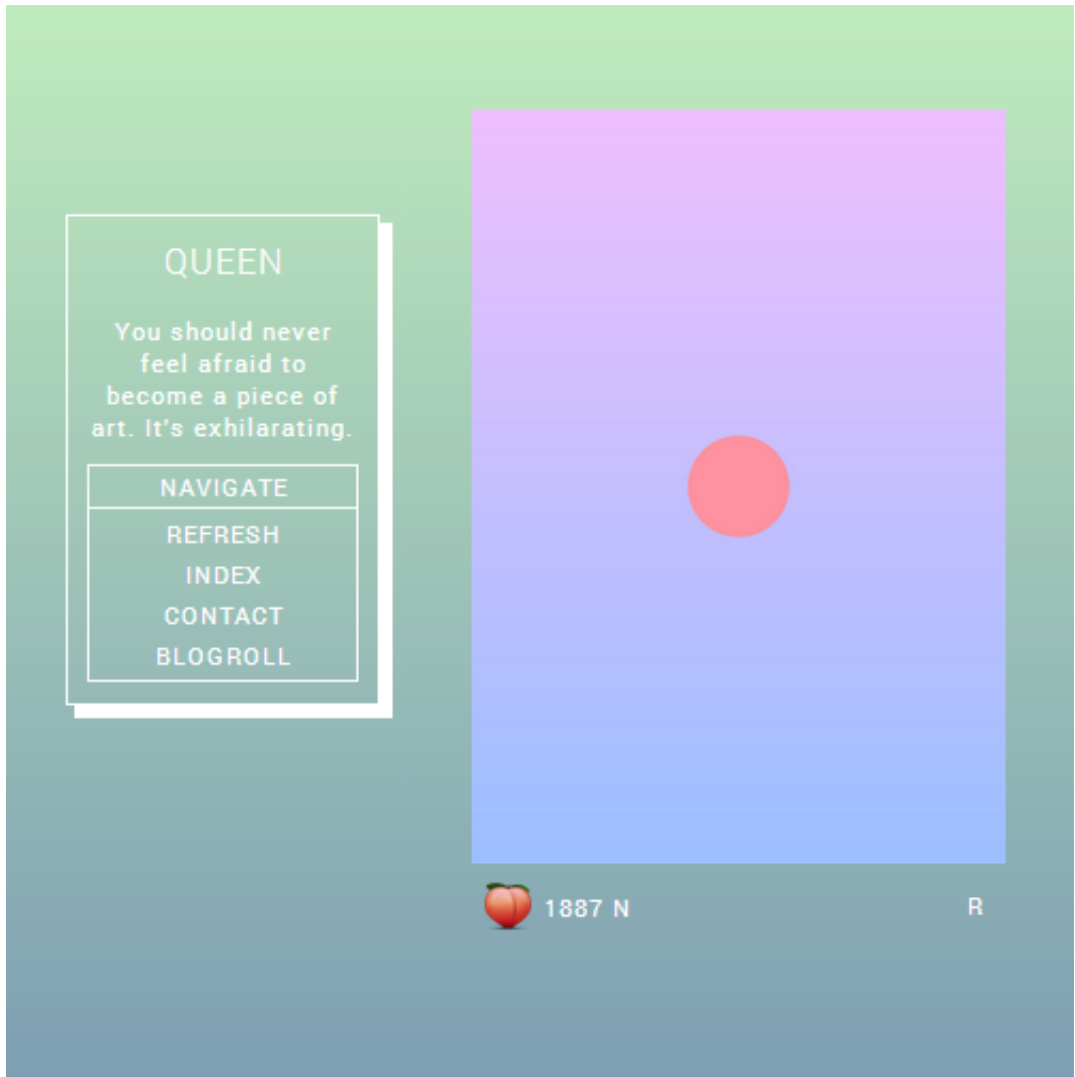 QUEEN
You should never
feel afraid to
become a piece of
art. It's exhilarating.
NAVIGATE
REFRESH
INDEX
CONTACT
BLOGROLL
1887 N
R